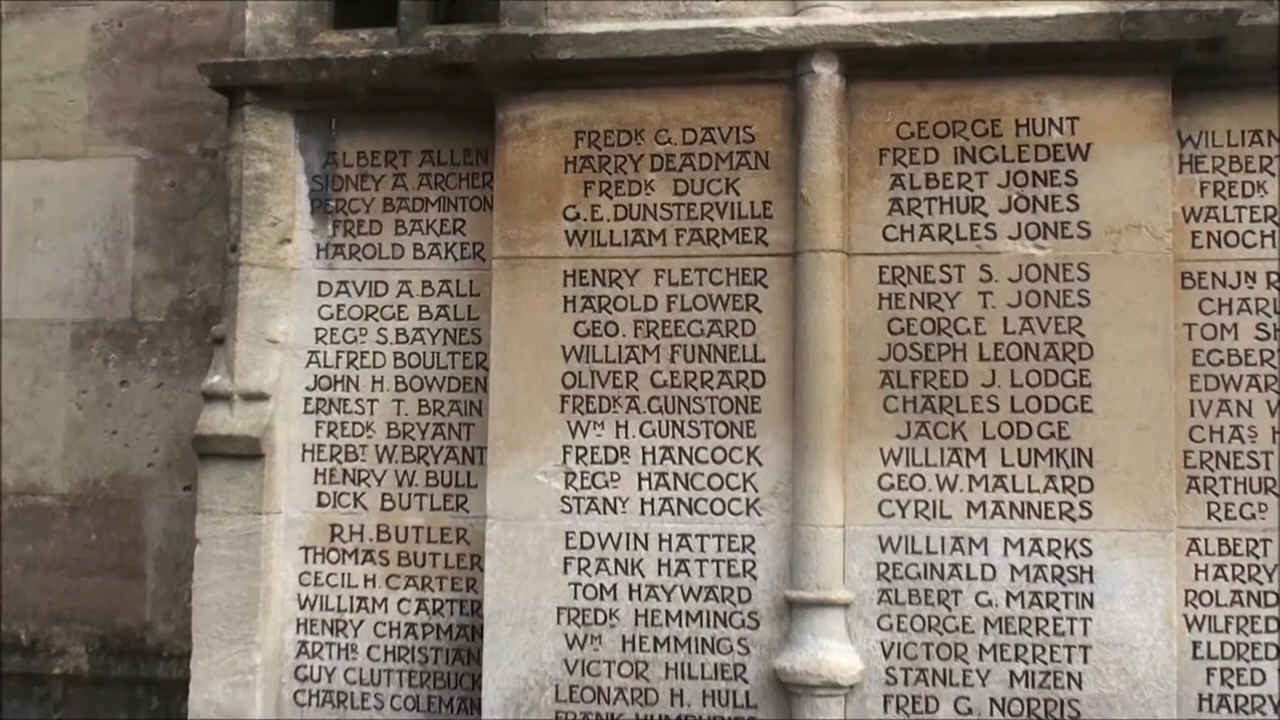 ALBERT ALLEN
SIDNEY A. ARCHER
PERCY BADMINTON
FRED BAKER
HAROLD BAKER
DAVID A. BALL
GEORGE BALL
REGD S. BAYNES
ALFRED BOULTER
JOHN H. BOWDEN
ERNEST T. BRAIN
FREDK BRYANT
HERBT W. BRYANT
HENRY W. BULL
DICK BUTLER
R.H. BUTLER
THOMAS BUTLER
CECIL H. CARTER
WILLIAM CARTER
HENRY CHAPMAN
ARTHR CHRISTIAN
GUY CLUTTERBUCK
CHARLES COLEMAN
FREDK G. DAVIS
HARRY DEADMAN
FREDK DUCK
G.E. DUNSTERVILLE
WILLIAM FARMER
HENRY FLETCHER
HAROLD FLOWER
GEO. FREEGARD
WILLIAM FUNNELL
OLIVER GERRARD
FREDK A. GUNSTONE
WM H. GUNSTONE
FREDR HANCOCK
REGD HANCOCK
STANY HANCOCK
EDWIN HATTER
FRANK HATTER
TOM HAYWARD
FREDK HEMMINGS
WM HEMMINGS
VICTOR HILLIER
LEONARD H. HULL
FRANK HUMPHRIES
GEORGE HUNT
FRED INGLEDEW
ALBERT JONES
ARTHUR JONES
CHARLES JONES
ERNEST S. JONES
HENRY T. JONES
GEORGE LAVER
JOSEPH LEONARD
ALFRED J. LODGE
CHARLES LODGE
JACK LODGE
WILLIAM LUMKIN
GEO. W. MALLARD
CYRIL MANNERS
WILLIAM MARKS
REGINALD MARSH
ALBERT G. MARTIN
GEORGE MERRETT
VICTOR MERRETT
STANLEY MIZEN
FRED G. NORRIS
WILLIAM
HERBERT
FREDK
WALTER
ENOCH
BENJN R
CHARL
TOM
EGBER
EDWAR
IVAN
CHAS
ERNEST
ARTHUR
REGD
ALBERT
HARRY
ROLAND
WILFRED
ELDRED
FRED
HARRY